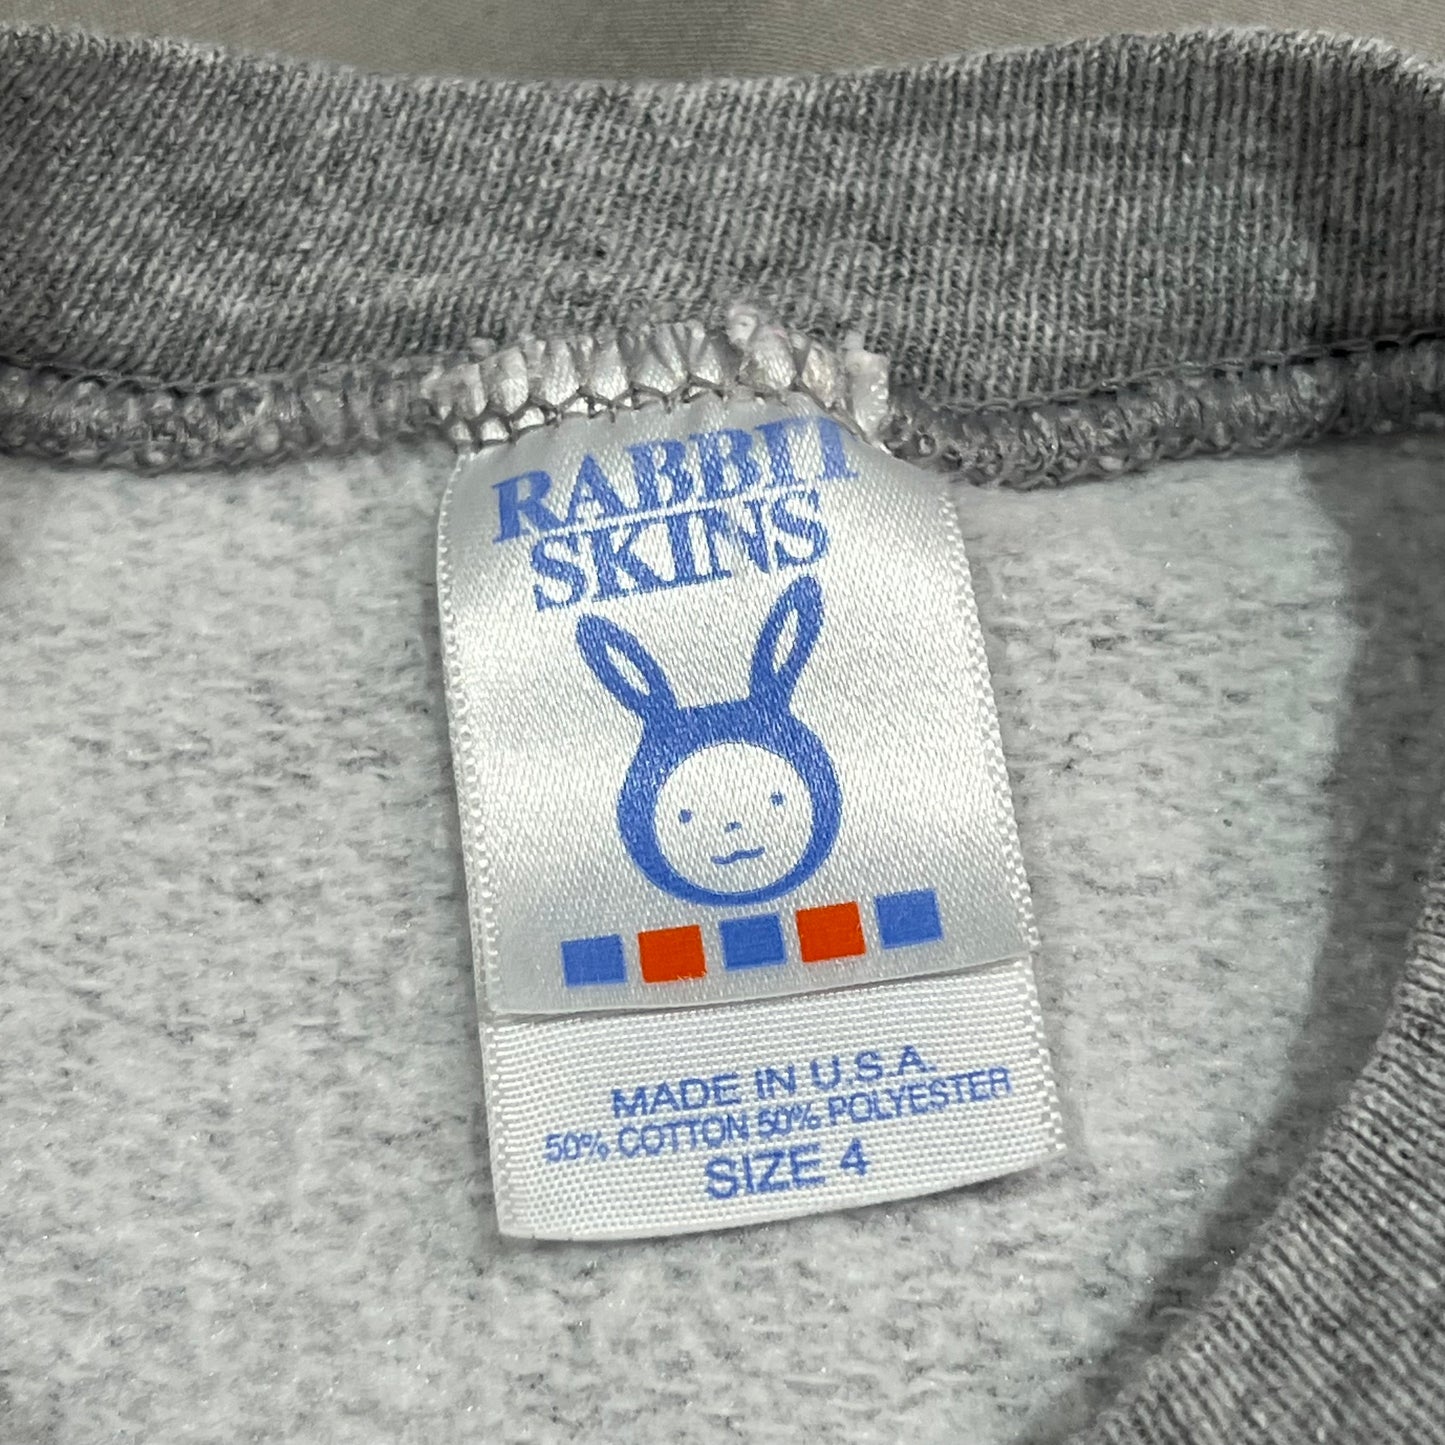 RABBIT
SKINS
MADE IN U.S.A.
50% COTTON 50% POLYESTER
SIZE 4